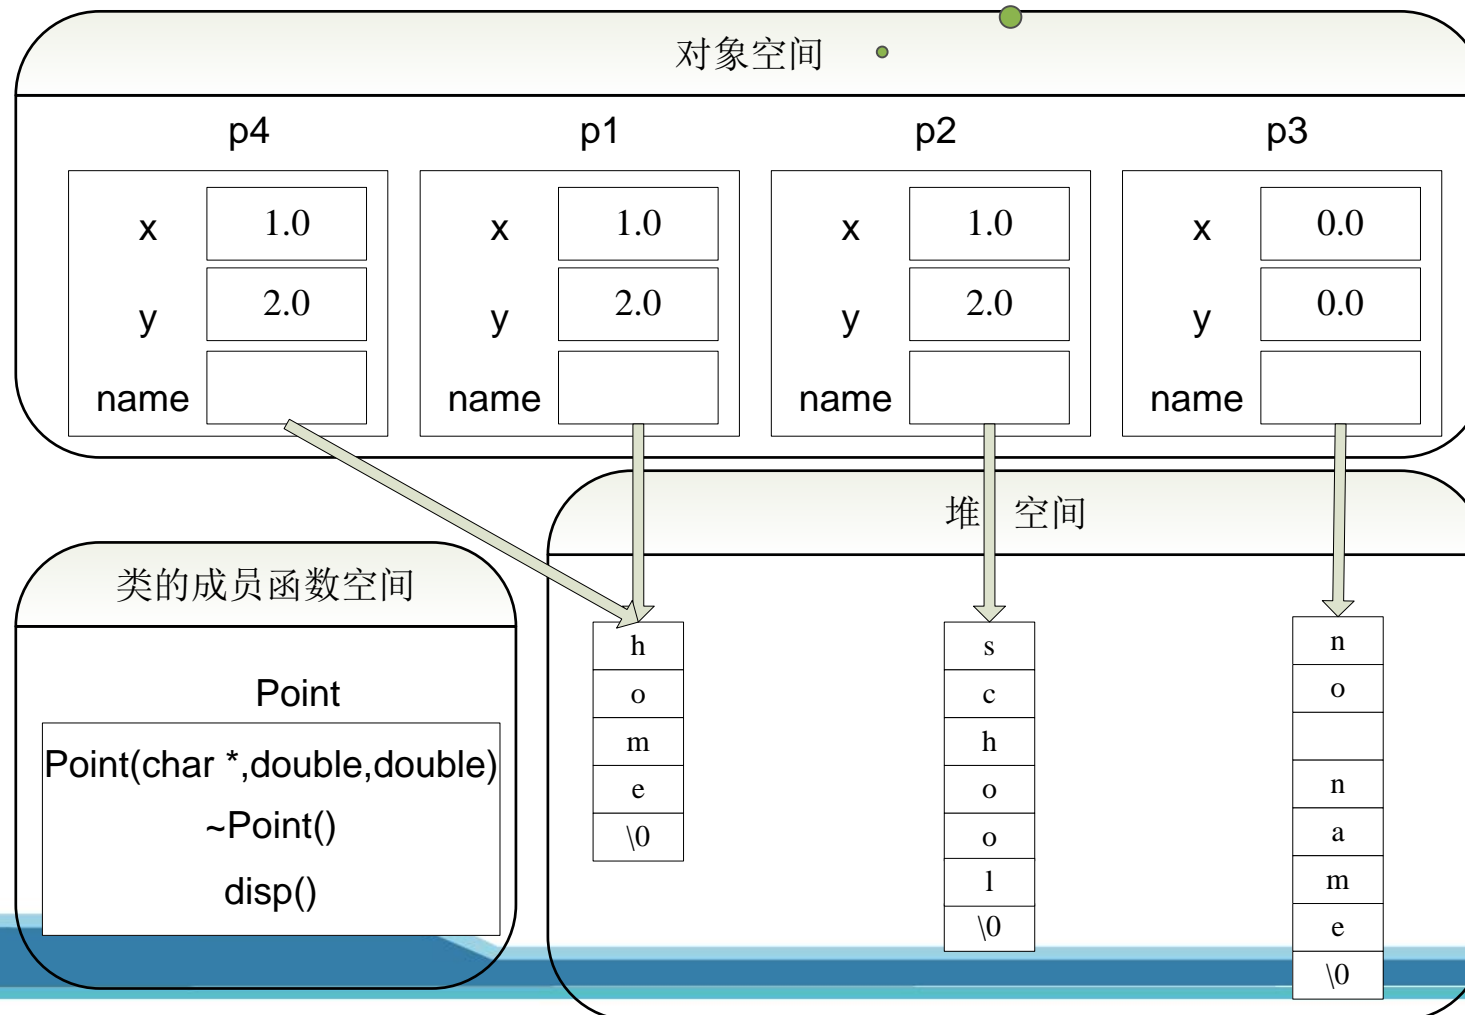 对象空间
p4 p1 p2 p3
x 1.0 x 1.0 x 1.0 x 0.0
y 2.0 y 2.0 y 2.0 y 0.0
name name name name
堆 空间
类的成员函数空间
Point
Point(char *,double,double)
~Point()
disp()
h
o
m
e
\0
s
c
h
o
o
l
\0
n
o
n
a
m
e
\0